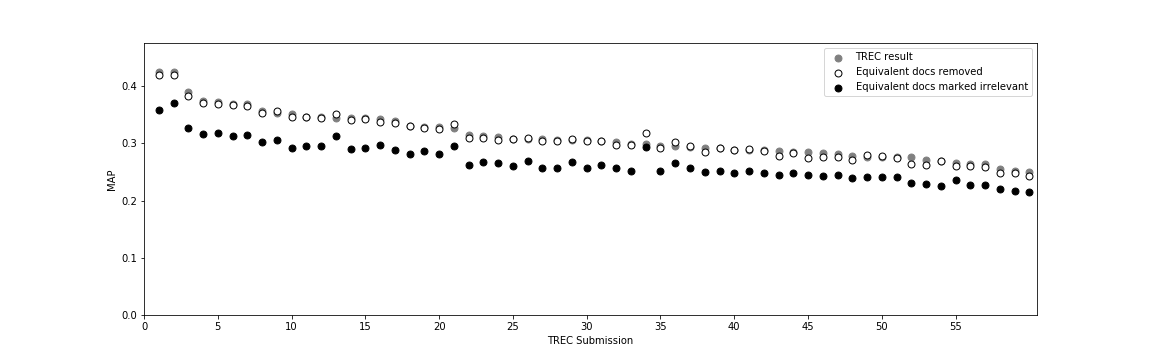 TREC result
Equivalent docs removed
Equivalent docs marked irrelevant
0.4
0.3
0.2
0.1
0.0
MAP
0 5 10 15 20 25 30 35 40 45 50 55
TREC Submission